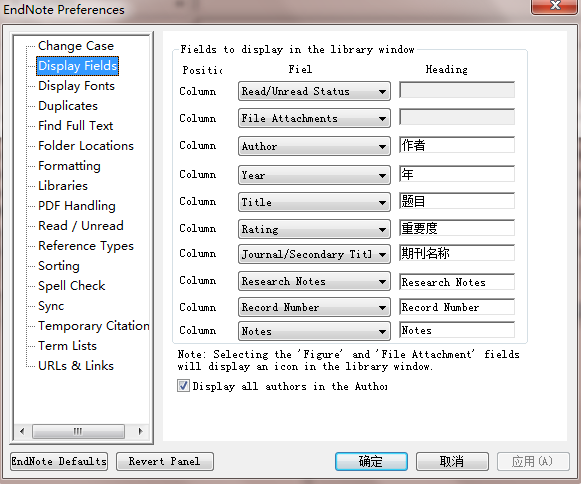 EndNote Preferences
Change Case
Display Fields
Display Fonts
Duplicates
Find Full Text
Folder Locations
Formatting
Libraries
PDF Handling
Read / Unread
Reference Types
Sorting
Spell Check
Sync
Temporary Citation
Term Lists
URLs & Links
Fields to display in the library window
Positic Fiel Heading
Column Read/Unread Status
Column File Attachments
Column Author 作者
Column Year 年
Column Title 题目
Column Rating 重要度
Column Journal/Secondary Titl 期刊名称
Column Research Notes Research Notes
Column Record Number Record Number
Column Notes Notes
Note: Selecting the 'Figure' and 'File Attachment' fields
will display an icon in the library window.
Display all authors in the Author
EndNote Defaults Revert Panel 确定 取消 应用(A)